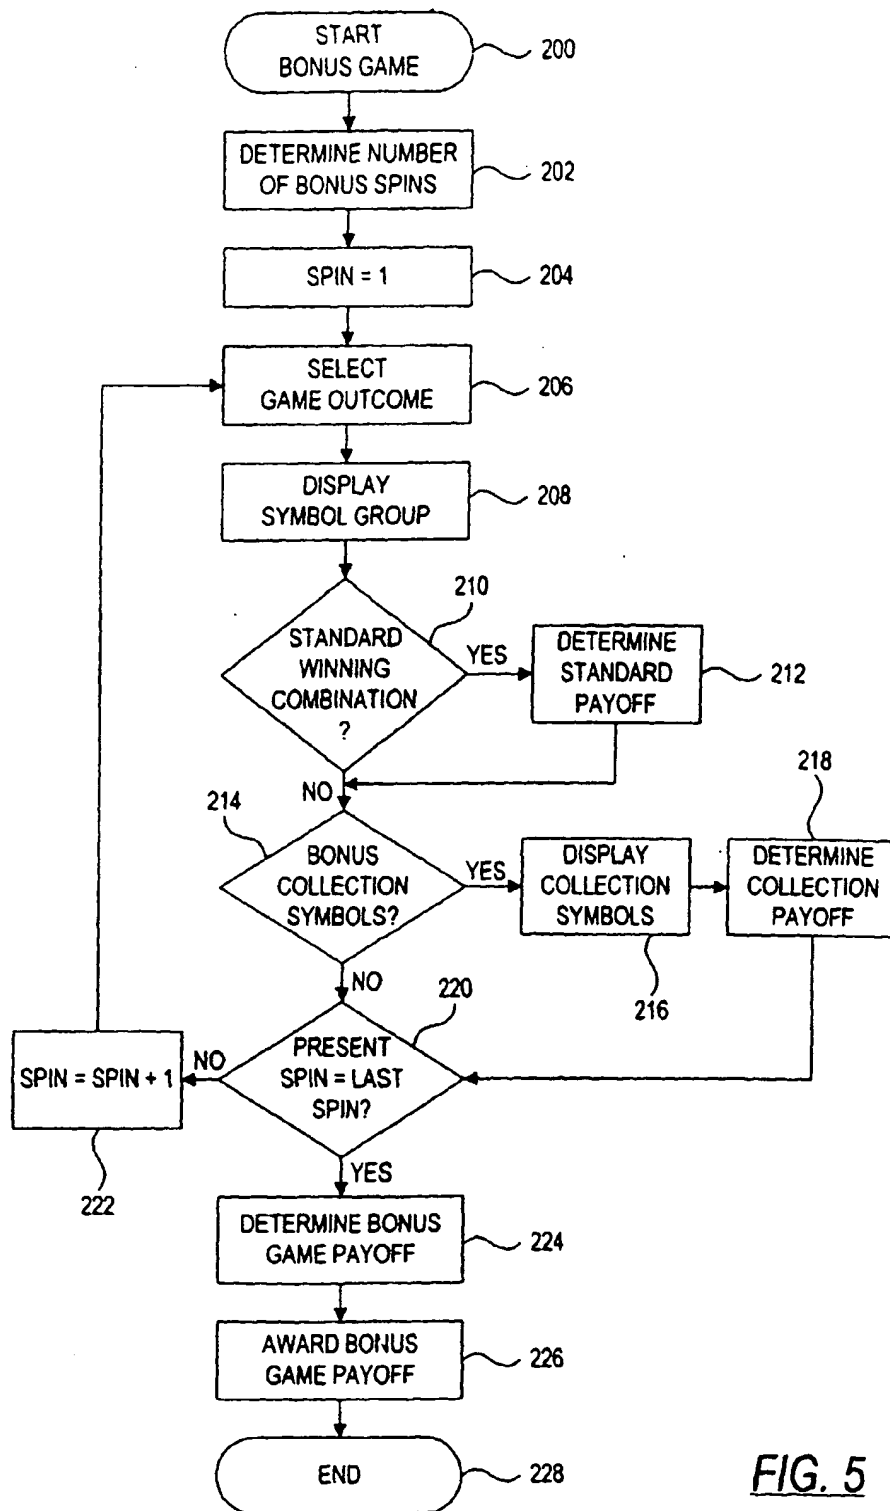 START
BONUS GAME
200
DETERMINE NUMBER
OF BONUS SPINS
202
SPIN = 1
204
SELECT
GAME OUTCOME
206
DISPLAY
SYMBOL GROUP
208
210
STANDARD
WINNING
COMBINATION
?
YES
DETERMINE
STANDARD
PAYOFF
212
NO
214
BONUS
COLLECTION
SYMBOLS?
YES
DISPLAY
COLLECTION
SYMBOLS
216
218
DETERMINE
COLLECTION
PAYOFF
NO
220
PRESENT
SPIN = LAST
SPIN?
NO
SPIN = SPIN + 1
222
YES
DETERMINE BONUS
GAME PAYOFF
224
AWARD BONUS
GAME PAYOFF
226
END
228
FIG. 5